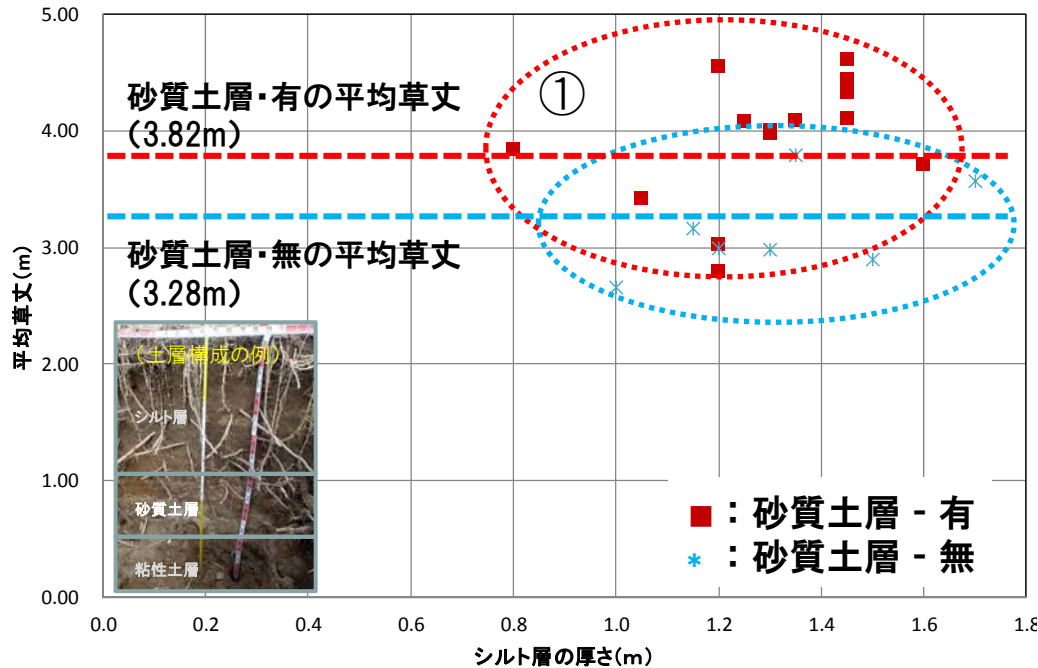 5.00
4.00
3.00
2.00
1.00
0.00
平均草丈(m)
砂質土層・有の平均草丈
(3.82m)
①
砂質土層・無の平均草丈
(3.28m)
(土層構成の例)
シルト層
砂質土層
粘性土層
■：砂質土層 - 有
＊：砂質土層 - 無
0.0 0.2 0.4 0.6 0.8 1.0 1.2 1.4 1.6 1.8
シルト層の厚さ(m)